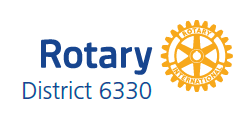 Rotary
District 6330
ROTARY
INTERNATIONAL